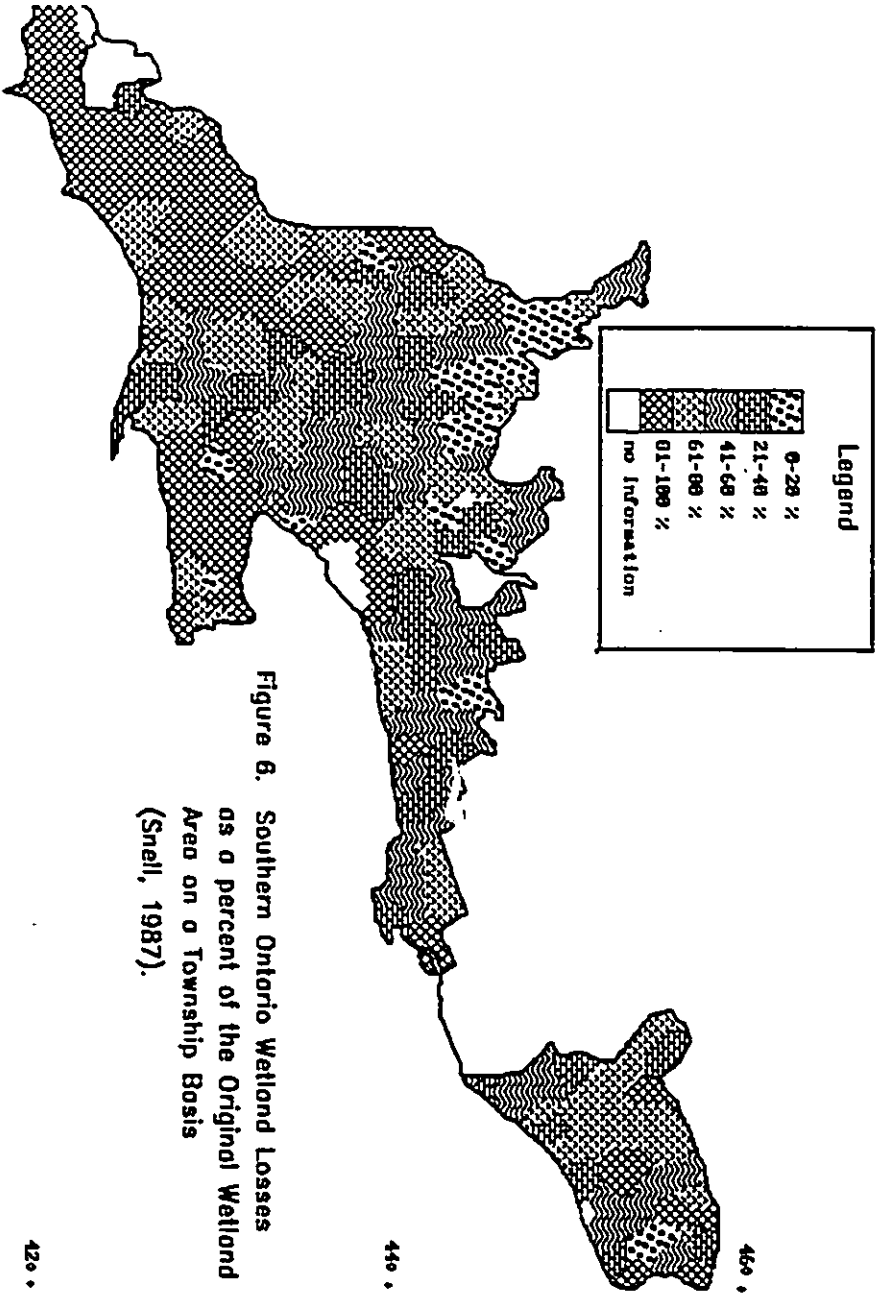 Legend
0-20 %
21-40 %
41-60 %
61-80 %
81-100 %
no information
Figure 6. Southern Ontario Wetland Losses
as a percent of the Original Wetland
Area on a Township Basis
(Snell, 1987).
46°
44°
42°